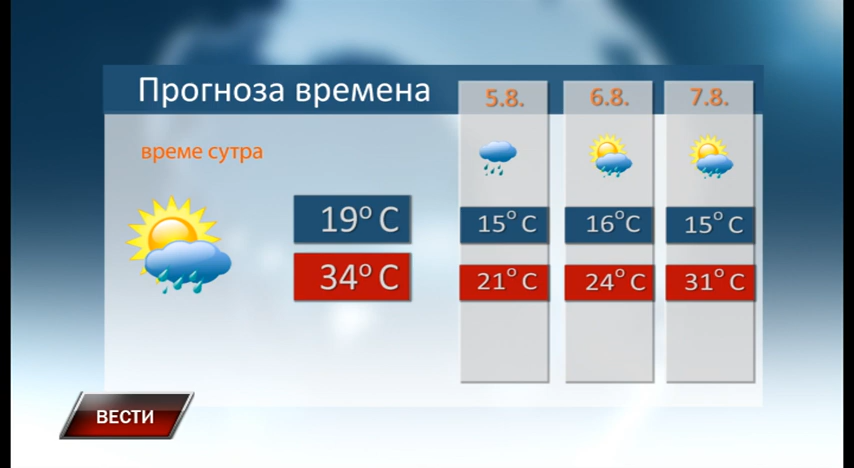 Прогноза времена
5.8. 6.8. 7.8.
време сутра
19° C 15° C 16°C 15° C
34° C 21° C 24° C 31° C
ВЕСТИ